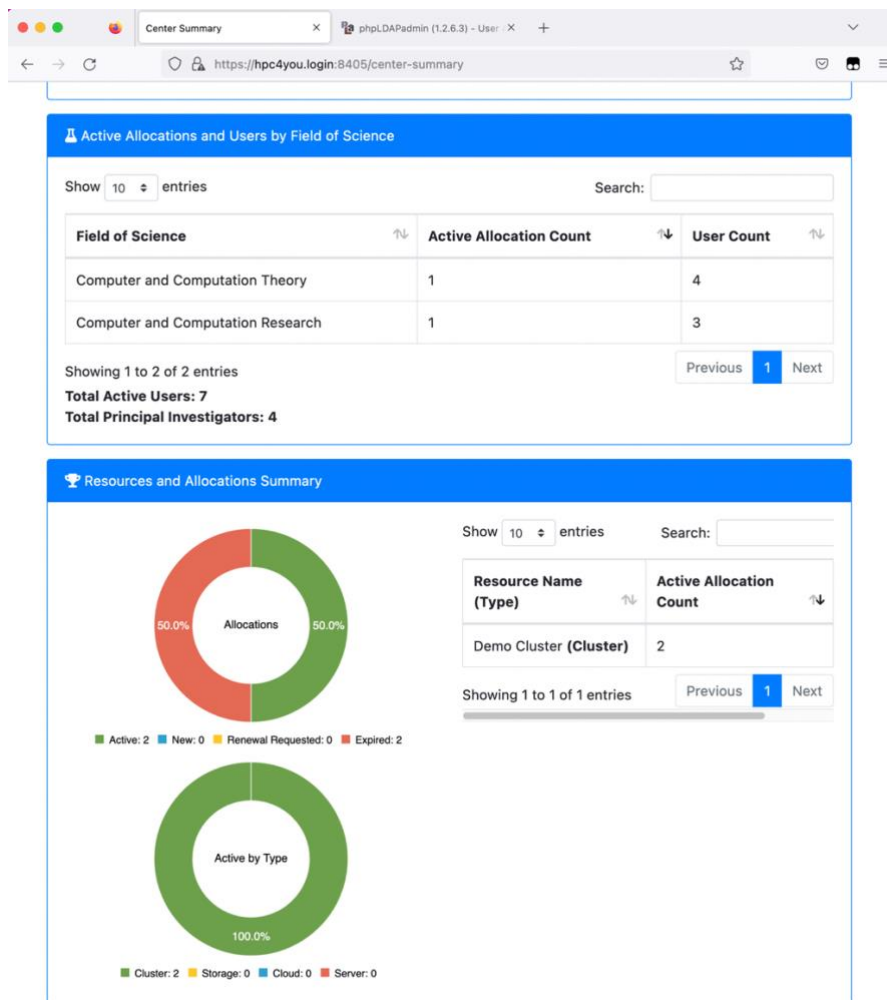 Center Summary
phpLDAPadmin (1.2.6.3) - User
https://hpc4you.login:8405/center-summary
Active Allocations and Users by Field of Science
Show 10 entries Search:
Field of Science Active Allocation Count User Count
Computer and Computation Theory 1 4
Computer and Computation Research 1 3
Showing 1 to 2 of 2 entries Previous 1 Next
Total Active Users: 7
Total Principal Investigators: 4
Resources and Allocations Summary
50.0% Allocations 50.0%
Active: 2 New: 0 Renewal Requested: 0 Expired: 2
Active by Type
100.0%
Cluster: 2 Storage: 0 Cloud: 0 Server: 0
Show 10 entries Search:
Resource Name
(Type)
Active Allocation
Count
Demo Cluster (Cluster) 2
Showing 1 to 1 of 1 entries Previous 1 Next